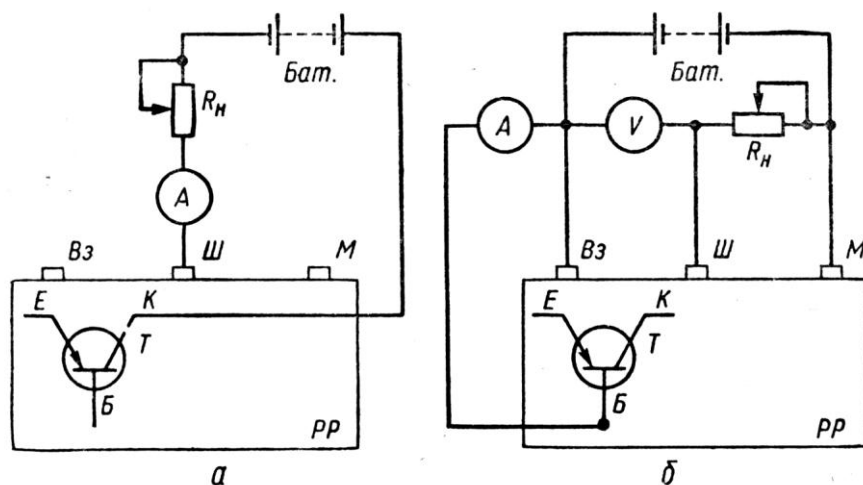 Бат.
Rн
А
Вз Ш М
Е К
Т
Б
РР
а
Бат.
А V
Rн
Вз Ш М
Е К
Т
Б
РР
б